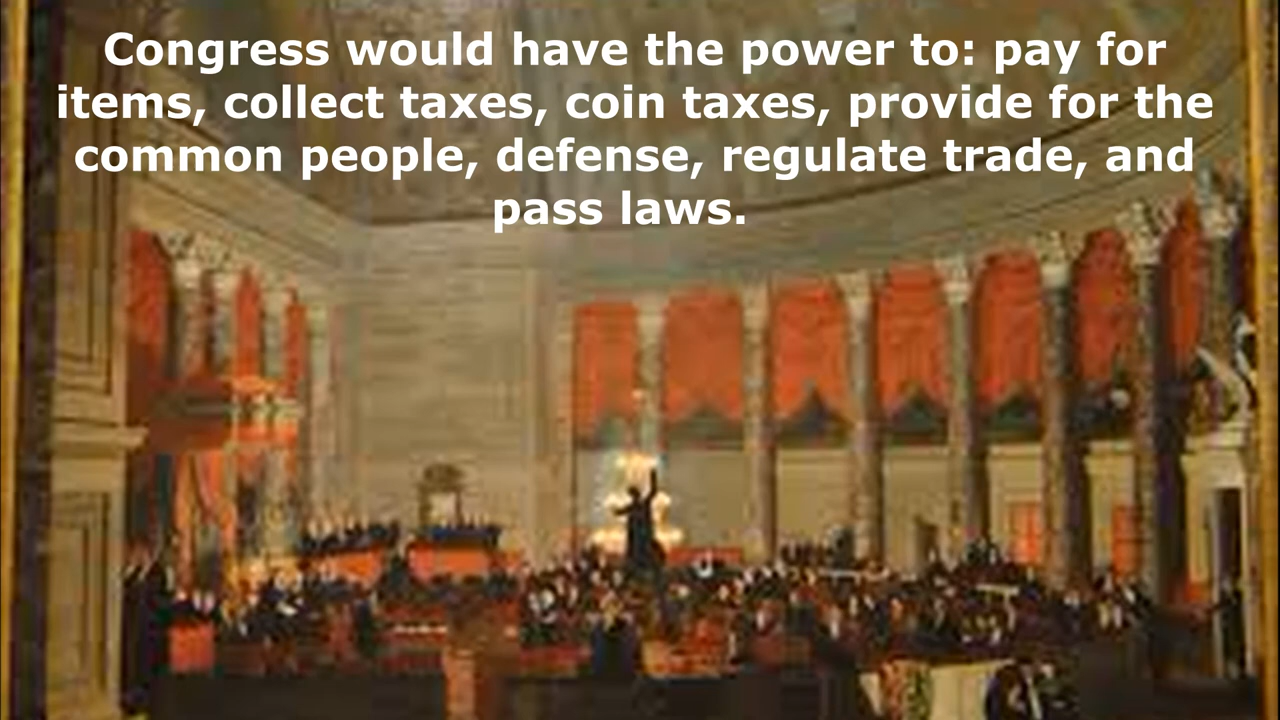 Congress would have the power to: pay for
items, collect taxes, coin taxes, provide for the
common people, defense, regulate trade, and
pass laws.